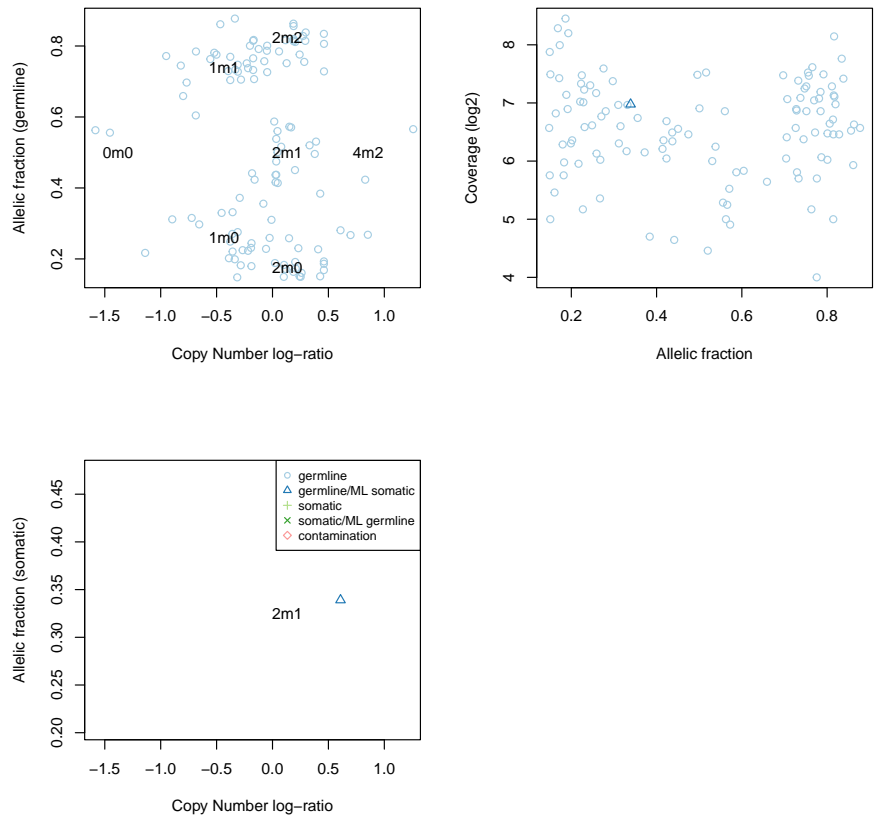 0.8
0.6
0.4
0.2
Allelic fraction (germline)
2m2
1m1
0m0
2m1
4m2
1m0
2m0
−1.5 −1.0 −0.5 0.0 0.5 1.0
Copy Number log−ratio
8
7
6
5
4
Coverage (log2)
0.2 0.4 0.6 0.8
Allelic fraction
0.45
0.40
0.35
0.30
0.25
0.20
Allelic fraction (somatic)
germline
germline/ML somatic
somatic
somatic/ML germline
contamination
2m1
−1.5 −1.0 −0.5 0.0 0.5 1.0
Copy Number log−ratio